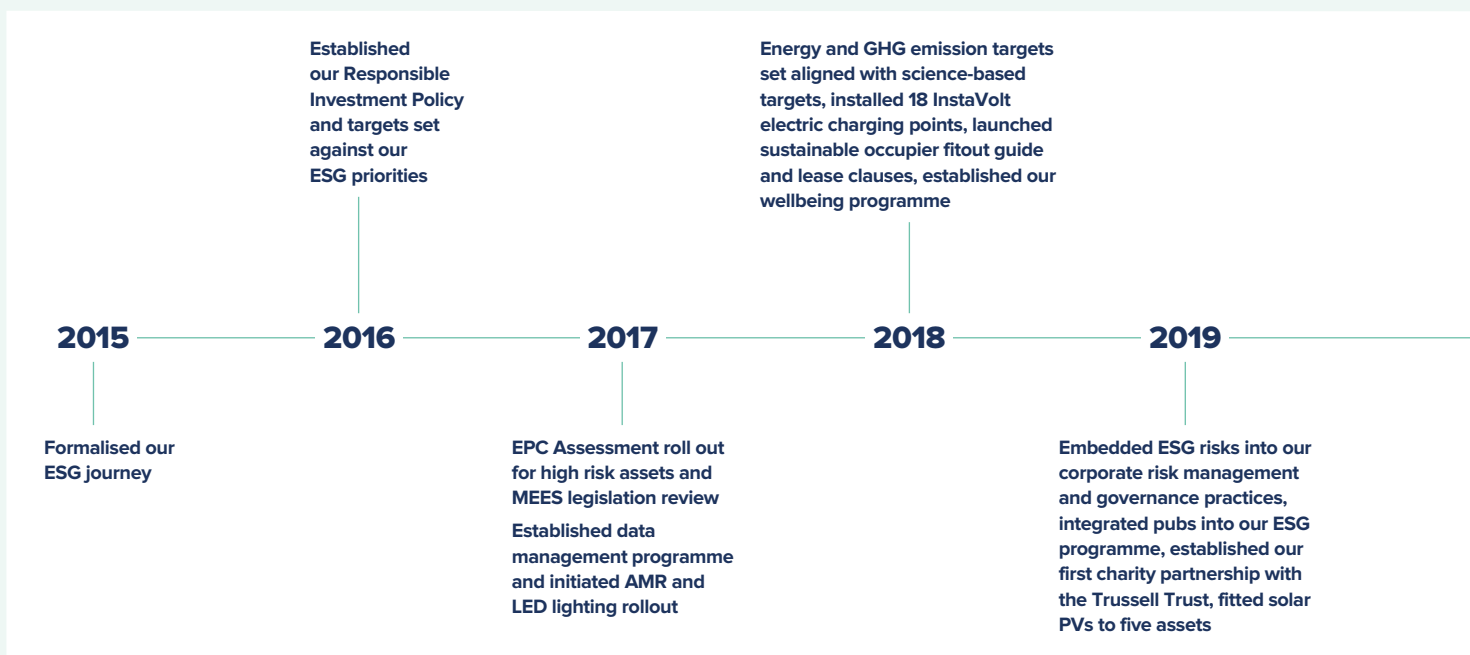 Established
our Responsible
Investment Policy
and targets set
against our
ESG priorities
Energy and GHG emission targets
set aligned with science-based
targets, installed 18 InstaVolt
electric charging points, launched
sustainable occupier fitout guide
and lease clauses, established our
wellbeing programme
2015
2016
2017
2018
2019
Formalised our
ESG journey
EPC Assessment roll out
for high risk assets and
MEES legislation review
Established data
management programme
and initiated AMR and
LED lighting rollout
Embedded ESG risks into our
corporate risk management
and governance practices,
integrated pubs into our ESG
programme, established our
first charity partnership with
the Trussell Trust, fitted solar
PVs to five assets